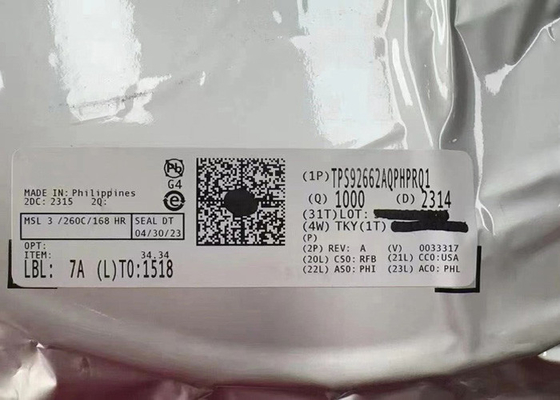 Pb
G4
e
MADE IN: Philippines
2DC: 2315 2Q:
MSL 3 /260C/168 HR
SEAL DT
04/30/23
OPT:
ITEM: 34.34
LBL: 7A (L)TO:1518
(1P)TPS92662AQPHPRQ1
(Q) 1000 (D) 2314
(31T)LOT:
(4W) TKY(1T)
(P)
(2P) REV: A (V) 0033317
(20L) CSO: RFB (21L) CCO:USA
(22L) ASO: PHI (23L) ACO: PHL